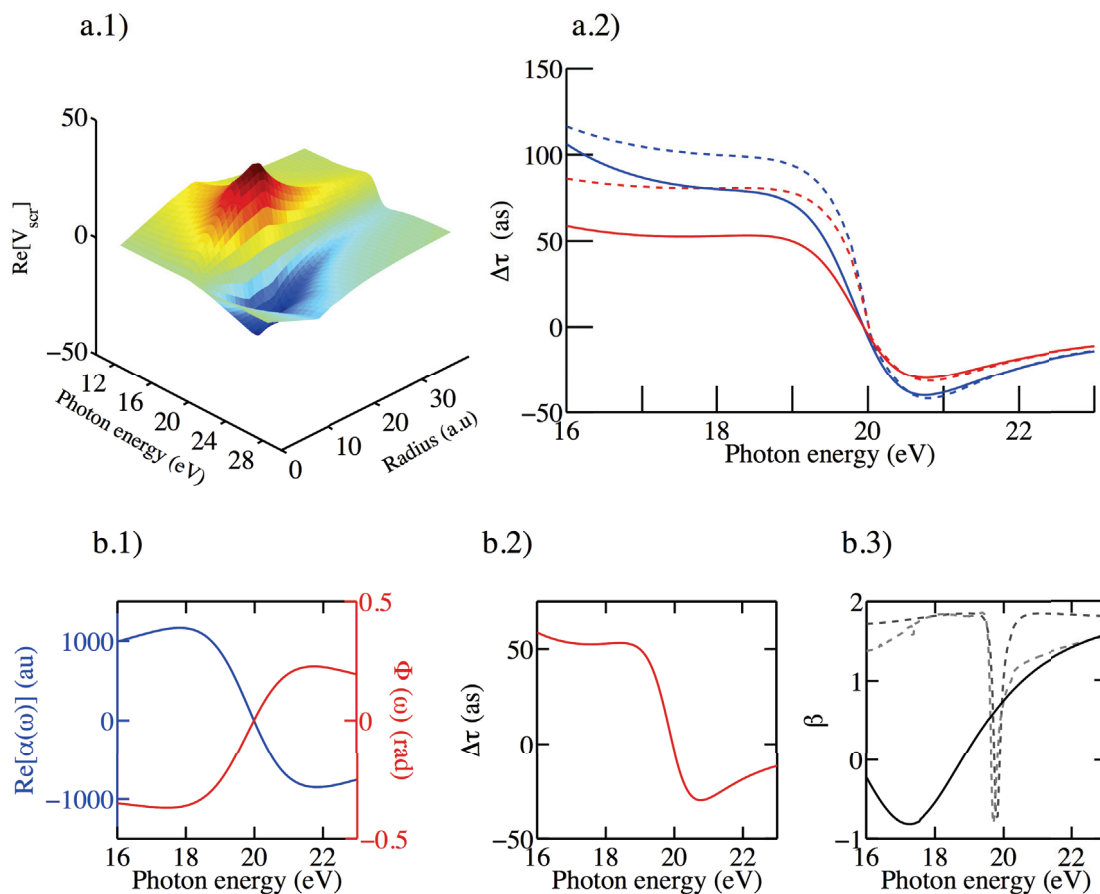 a.1)
a.2)
50
0
−50
Re[Vscr]
12
16
20
24
28
Photon energy (eV)
0
10
20
30
Radius (a.u)
150
100
50
0
−50
Δτ (as)
16
18
20
22
Photon energy (eV)
b.1)
b.2)
b.3)
1000
0
−1000
Re[α(ω)] (au)
0.5
0
−0.5
Φ (ω) (rad)
16
18
20
22
Photon energy (eV)
50
0
−50
Δτ (as)
16
18
20
22
Photon energy (eV)
2
1
0
−1
β
16
18
20
22
Photon energy (eV)